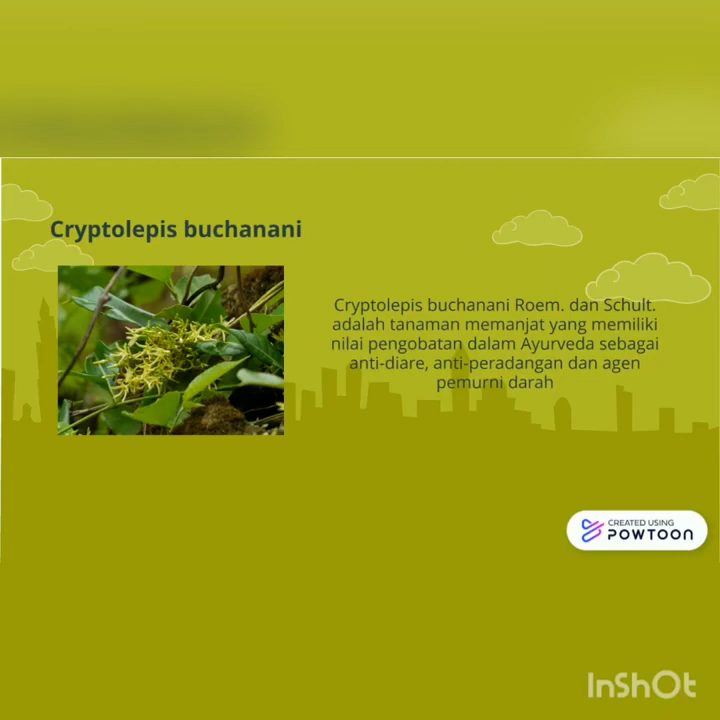 Cryptolepis buchanani
Cryptolepis buchanani Roem. dan Schult.
adalah tanaman memanjat yang memiliki
nilai pengobatan dalam Ayurveda sebagai
anti-diare, anti-peradangan dan agen
pemurni darah
CREATED USING
POWTOON
InShOt